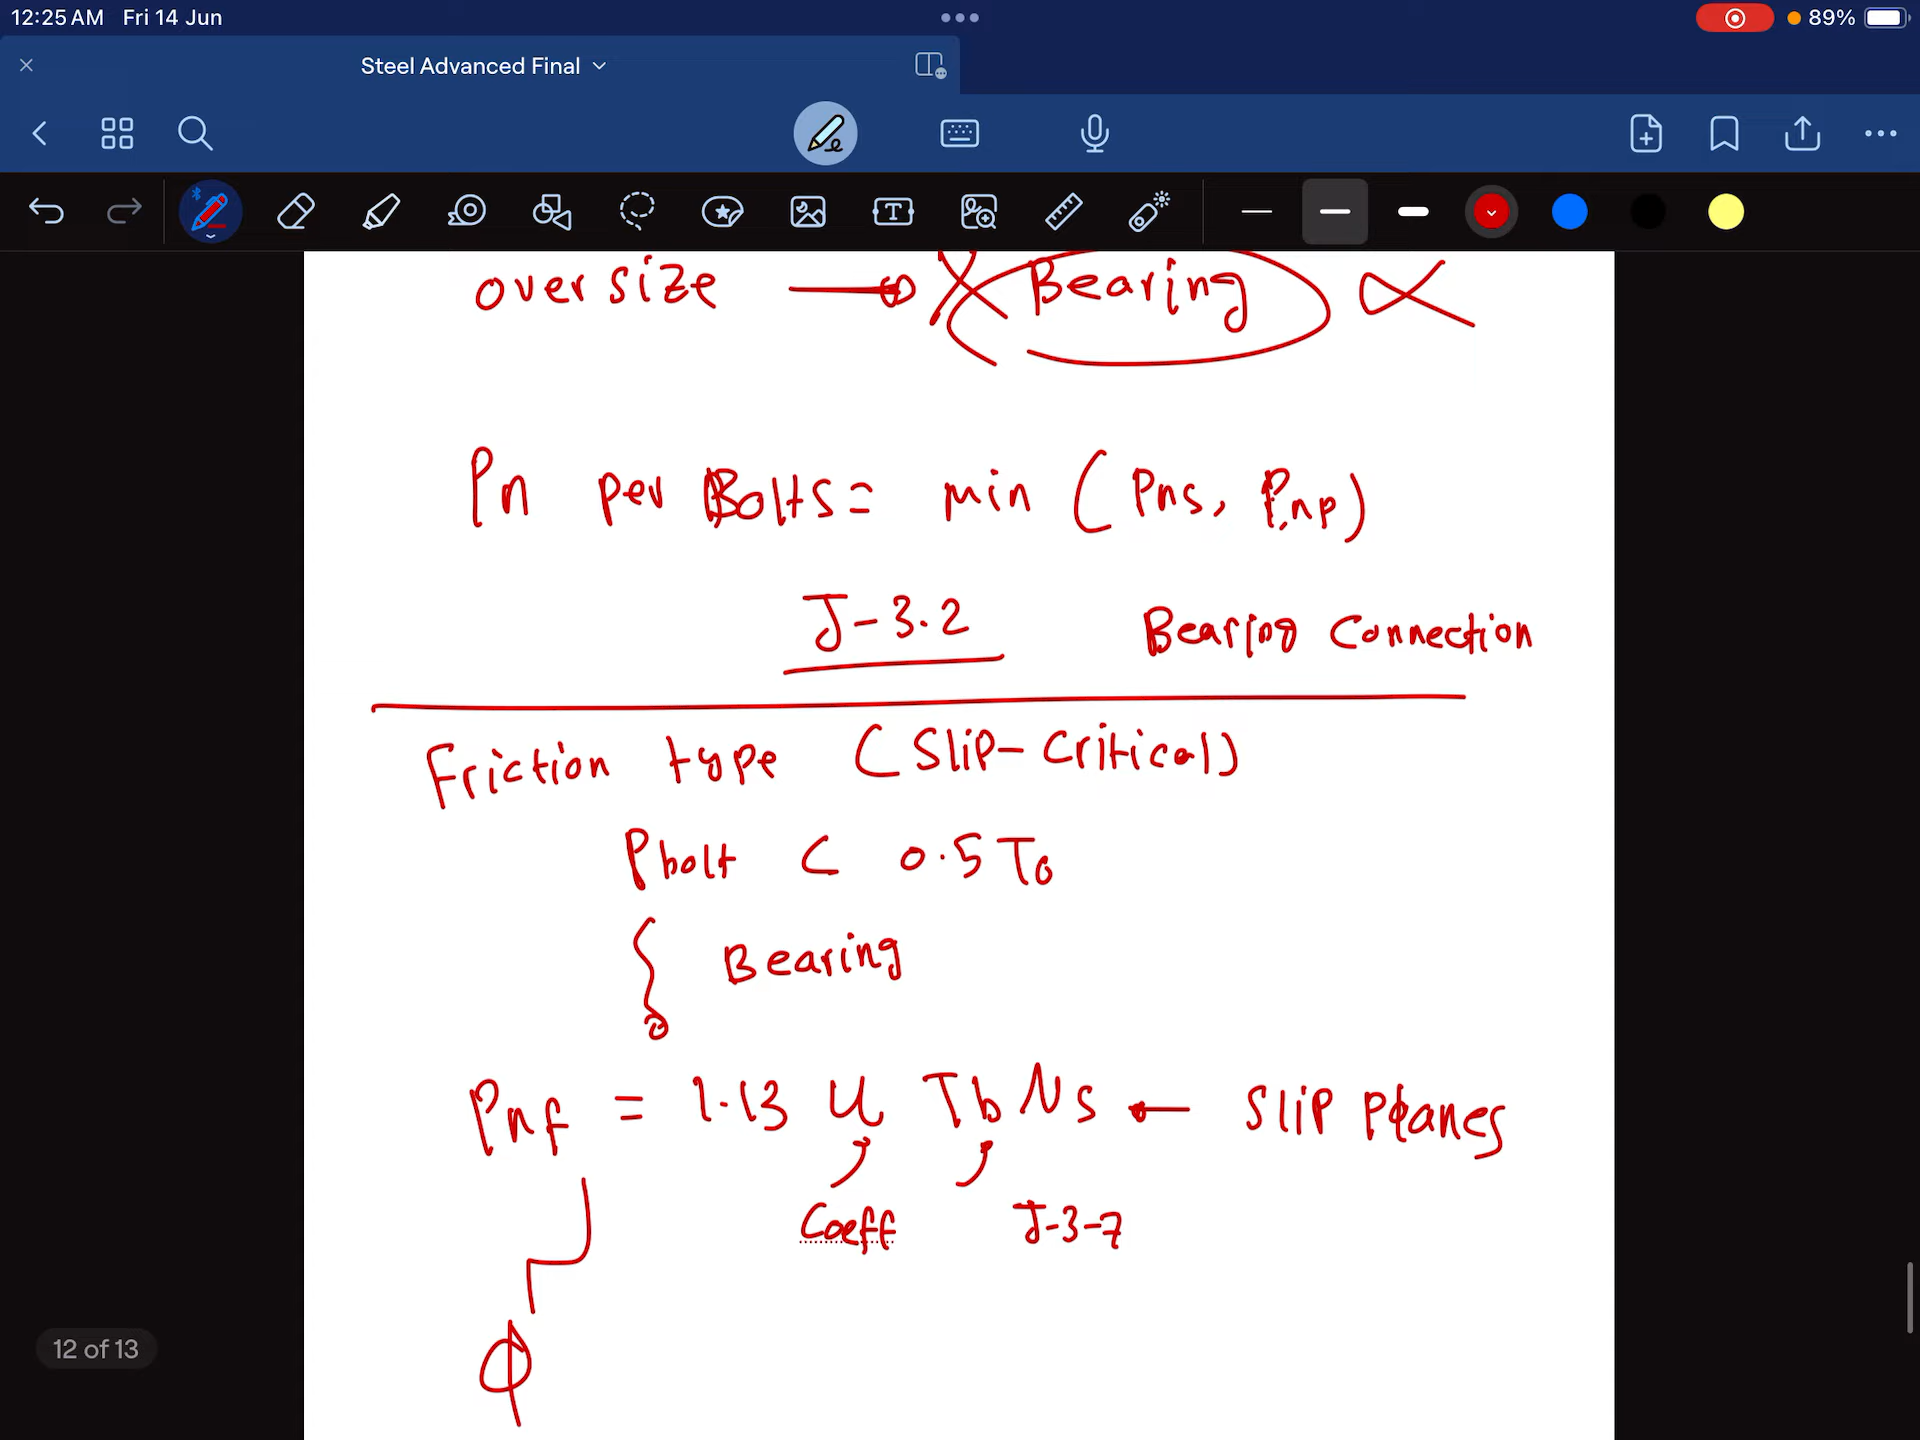 12:25 AM Fri 14 Jun
89%
Steel Advanced Final
over size Bearing
Pn per Bolts = min ( Pns, Pnp )
J-3.2 Bearing Connection
Friction type (Slip-Critical)
Pbolt < 0.5 To
Bearing
Pnf = 1.13 U Tb Ns ← Slip Planes
Coeff J-3-7
ϕ
12 of 13